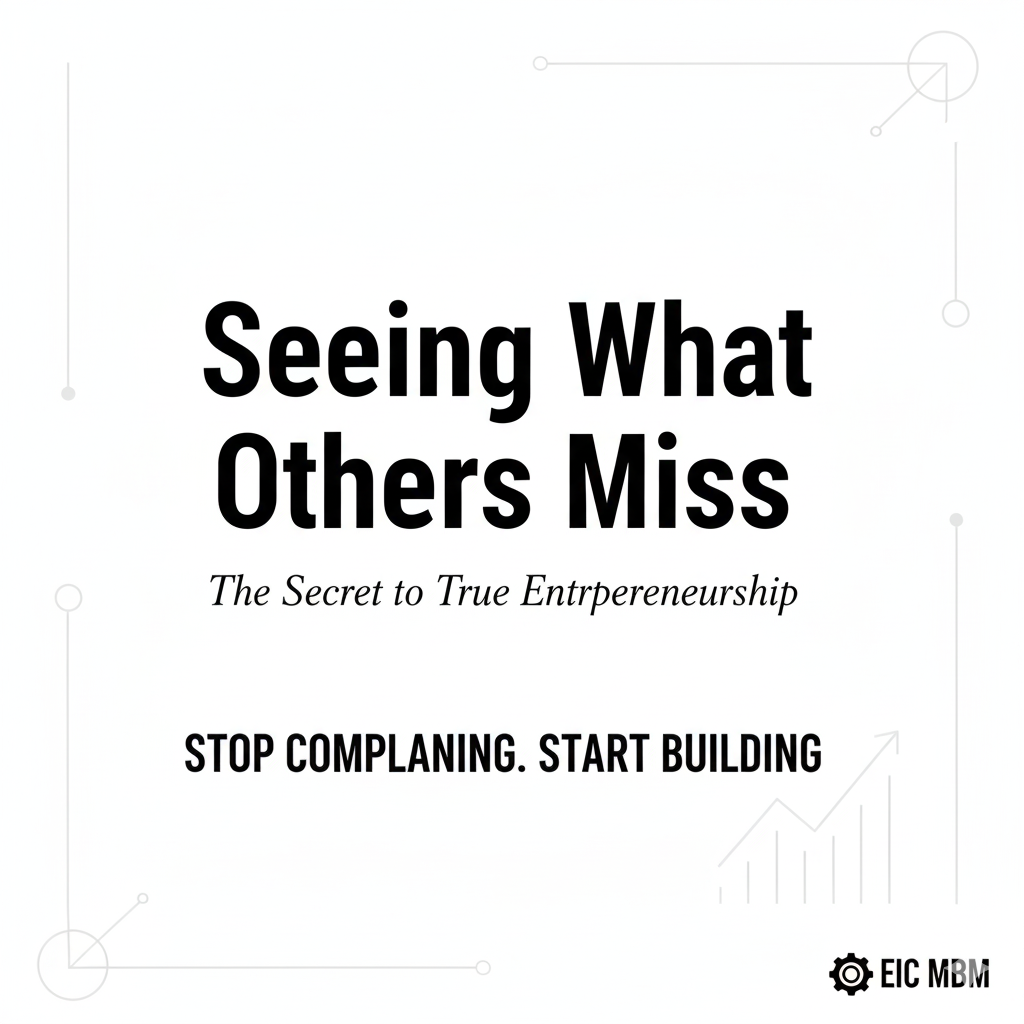 Seeing What
Others Miss
The Secret to True Entrpereneurship
STOP COMPLANING. START BUILDING
EIC MBM